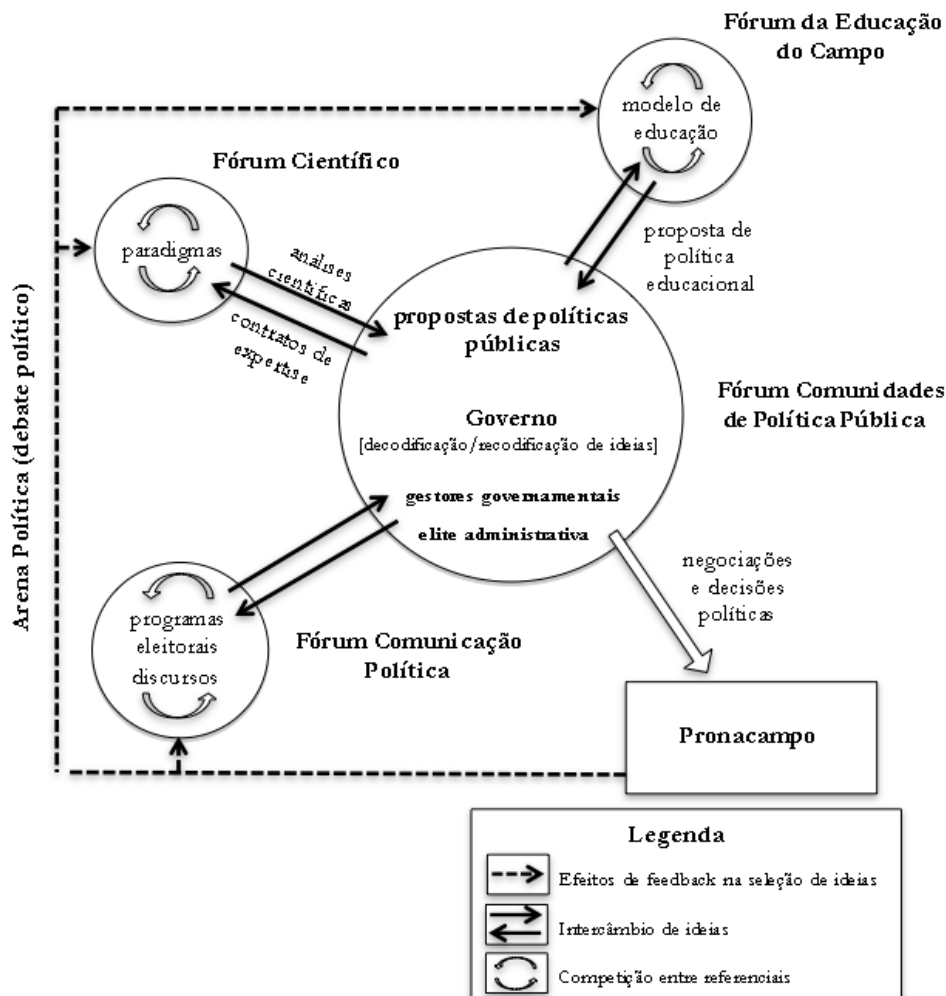 Fórum da Educação
do Campo
modelo de
educação
Fórum Científico
paradigmas
análises
científicas
contratos de
expertise
proposta de
política
educacional
propostas de políticas
públicas
Governo
[decodificação/recodificação de ideias]
gestores governamentais
elite administrativa
Fórum Comunidades
de Política Pública
Arena Política (debate político)
programas
eleitorais
discursos
Fórum Comunicação
Política
negociações
e decisões
políticas
Pronacampo
Legenda
Efeitos de feedback na seleção de ideias
Intercâmbio de ideias
Competição entre referenciais